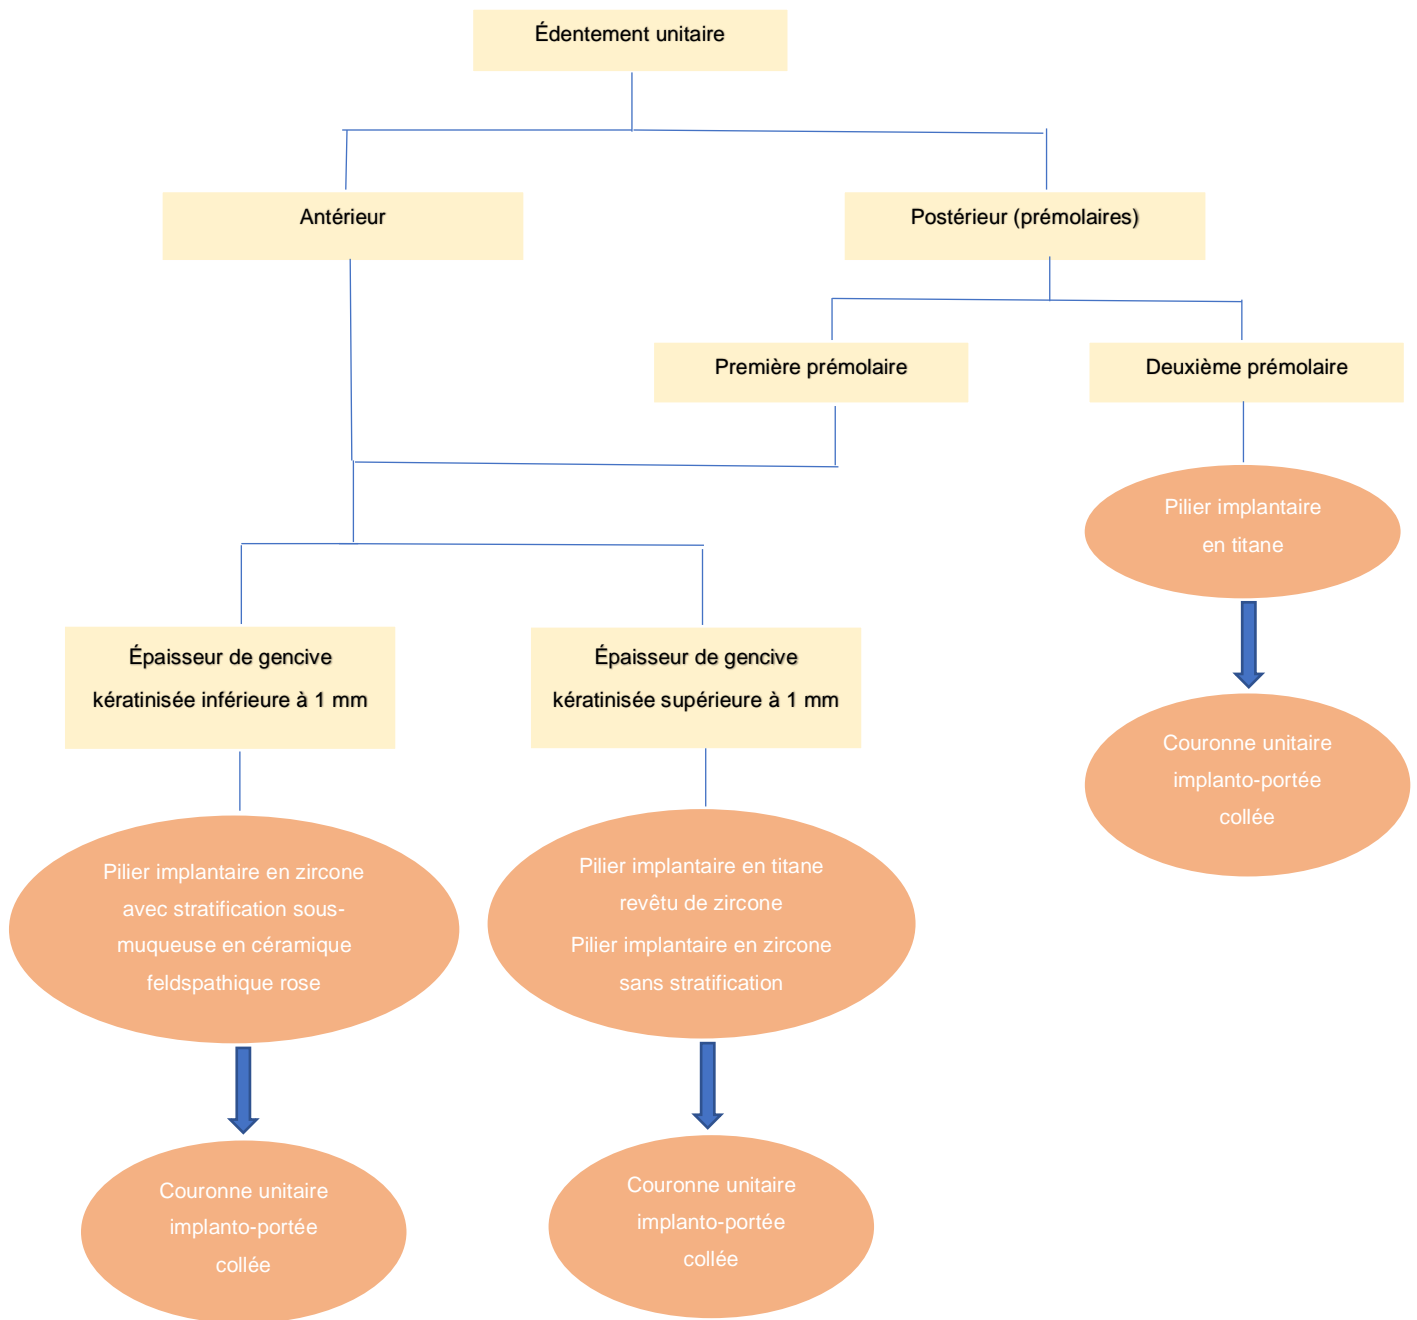 Édentement unitaire
Antérieur
Postérieur (prémolaires)
Première prémolaire
Deuxième prémolaire
Pilier implantaire
en titane
Épaisseur de gencive
kératinisée inférieure à 1 mm
Épaisseur de gencive
kératinisée supérieure à 1 mm
Couronne unitaire
implanto-portée
collée
Pilier implantaire en zircone
avec stratification sous-
muqueuse en céramique
feldspathique rose
Pilier implantaire en titane
revêtu de zircone
Pilier implantaire en zircone
sans stratification
Couronne unitaire
implanto-portée
collée
Couronne unitaire
implanto-portée
collée